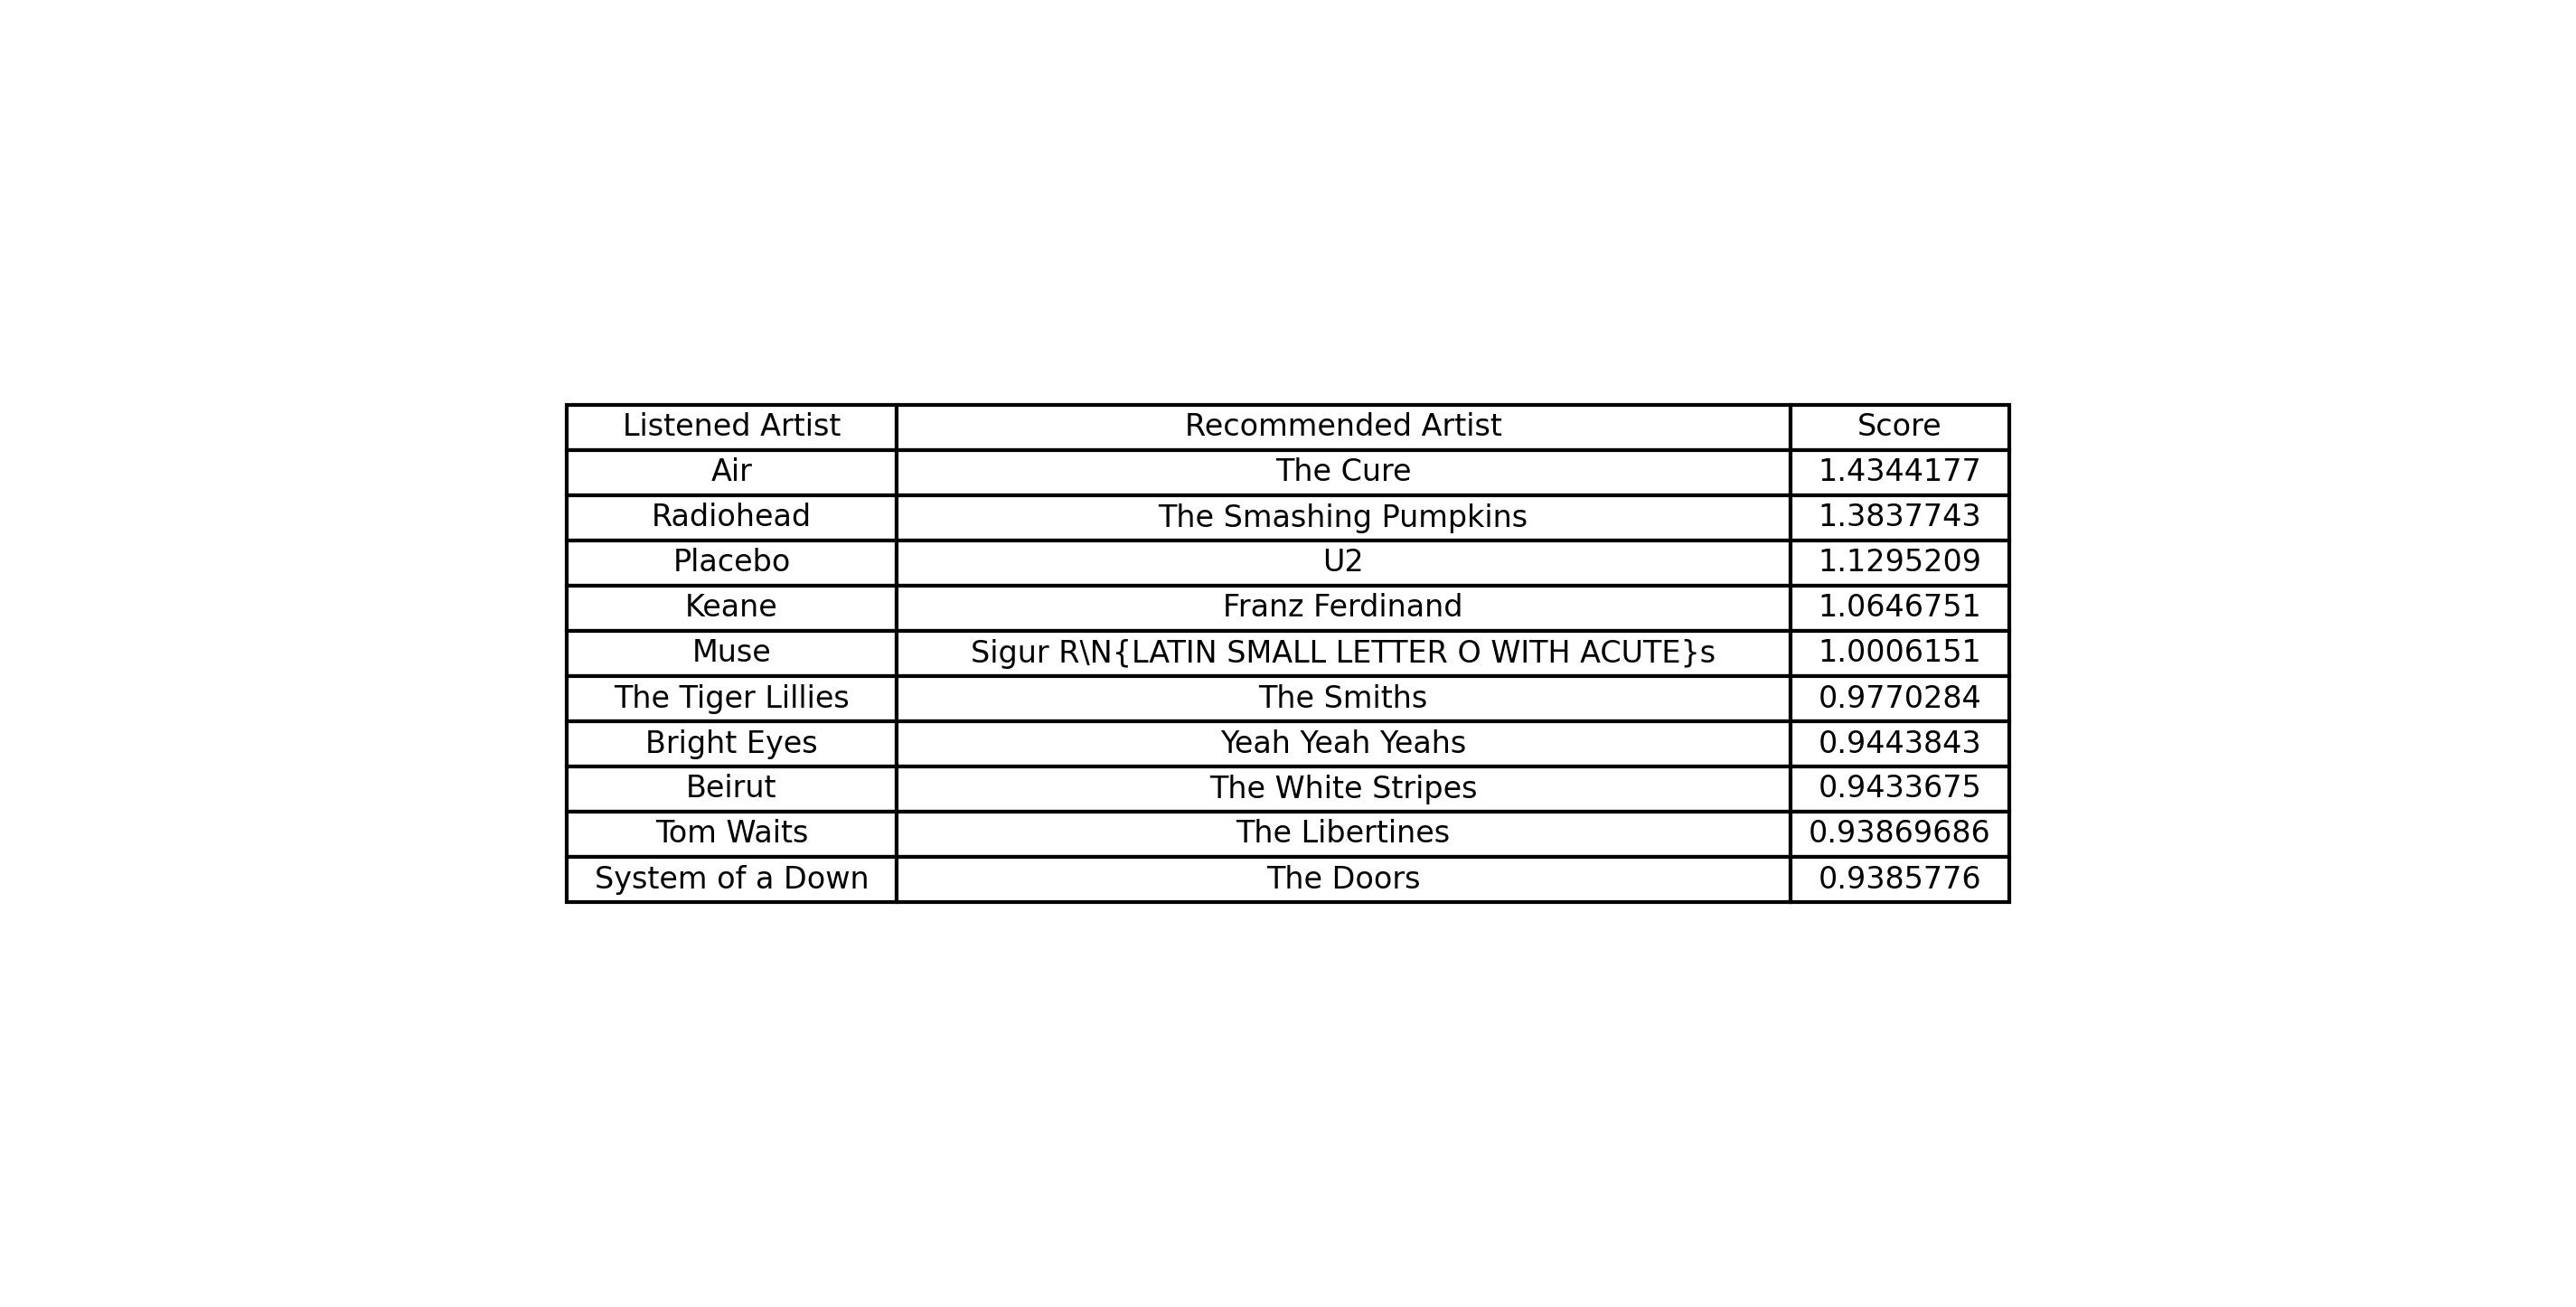 Listened Artist Recommended Artist Score
Air The Cure 1.4344177
Radiohead The Smashing Pumpkins 1.3837743
Placebo U2 1.1295209
Keane Franz Ferdinand 1.0646751
Muse Sigur R\N{LATIN SMALL LETTER O WITH ACUTE}s 1.0006151
The Tiger Lillies The Smiths 0.9770284
Bright Eyes Yeah Yeah Yeahs 0.9443843
Beirut The White Stripes 0.9433675
Tom Waits The Libertines 0.93869686
System of a Down The Doors 0.9385776